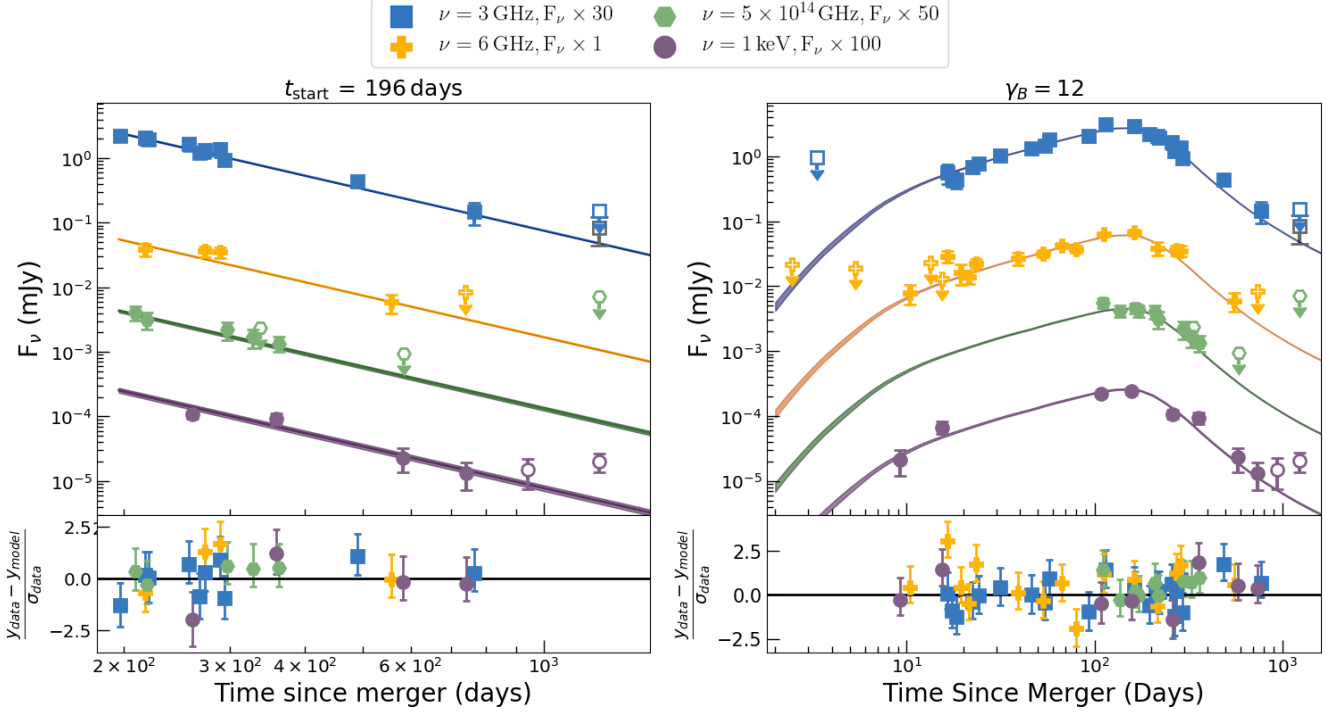 ν = 3 GHz, F_ν × 30
ν = 5 × 10^14 GHz, F_ν × 50
ν = 6 GHz, F_ν × 1
ν = 1 keV, F_ν × 100
t_start = 196 days
γ_B = 12
10^0
10^-1
10^-2
10^-3
10^-4
10^-5
F_ν (mJy)
10^0
10^-1
10^-2
10^-3
10^-4
10^-5
F_ν (mJy)
2.5
0.0
-2.5
y_data − y_model
σ_data
2.5
0.0
-2.5
y_data − y_model
σ_data
2 × 10^2
3 × 10^2
4 × 10^2
6 × 10^2
10^3
10^1
10^2
10^3
Time since merger (days)
Time Since Merger (Days)